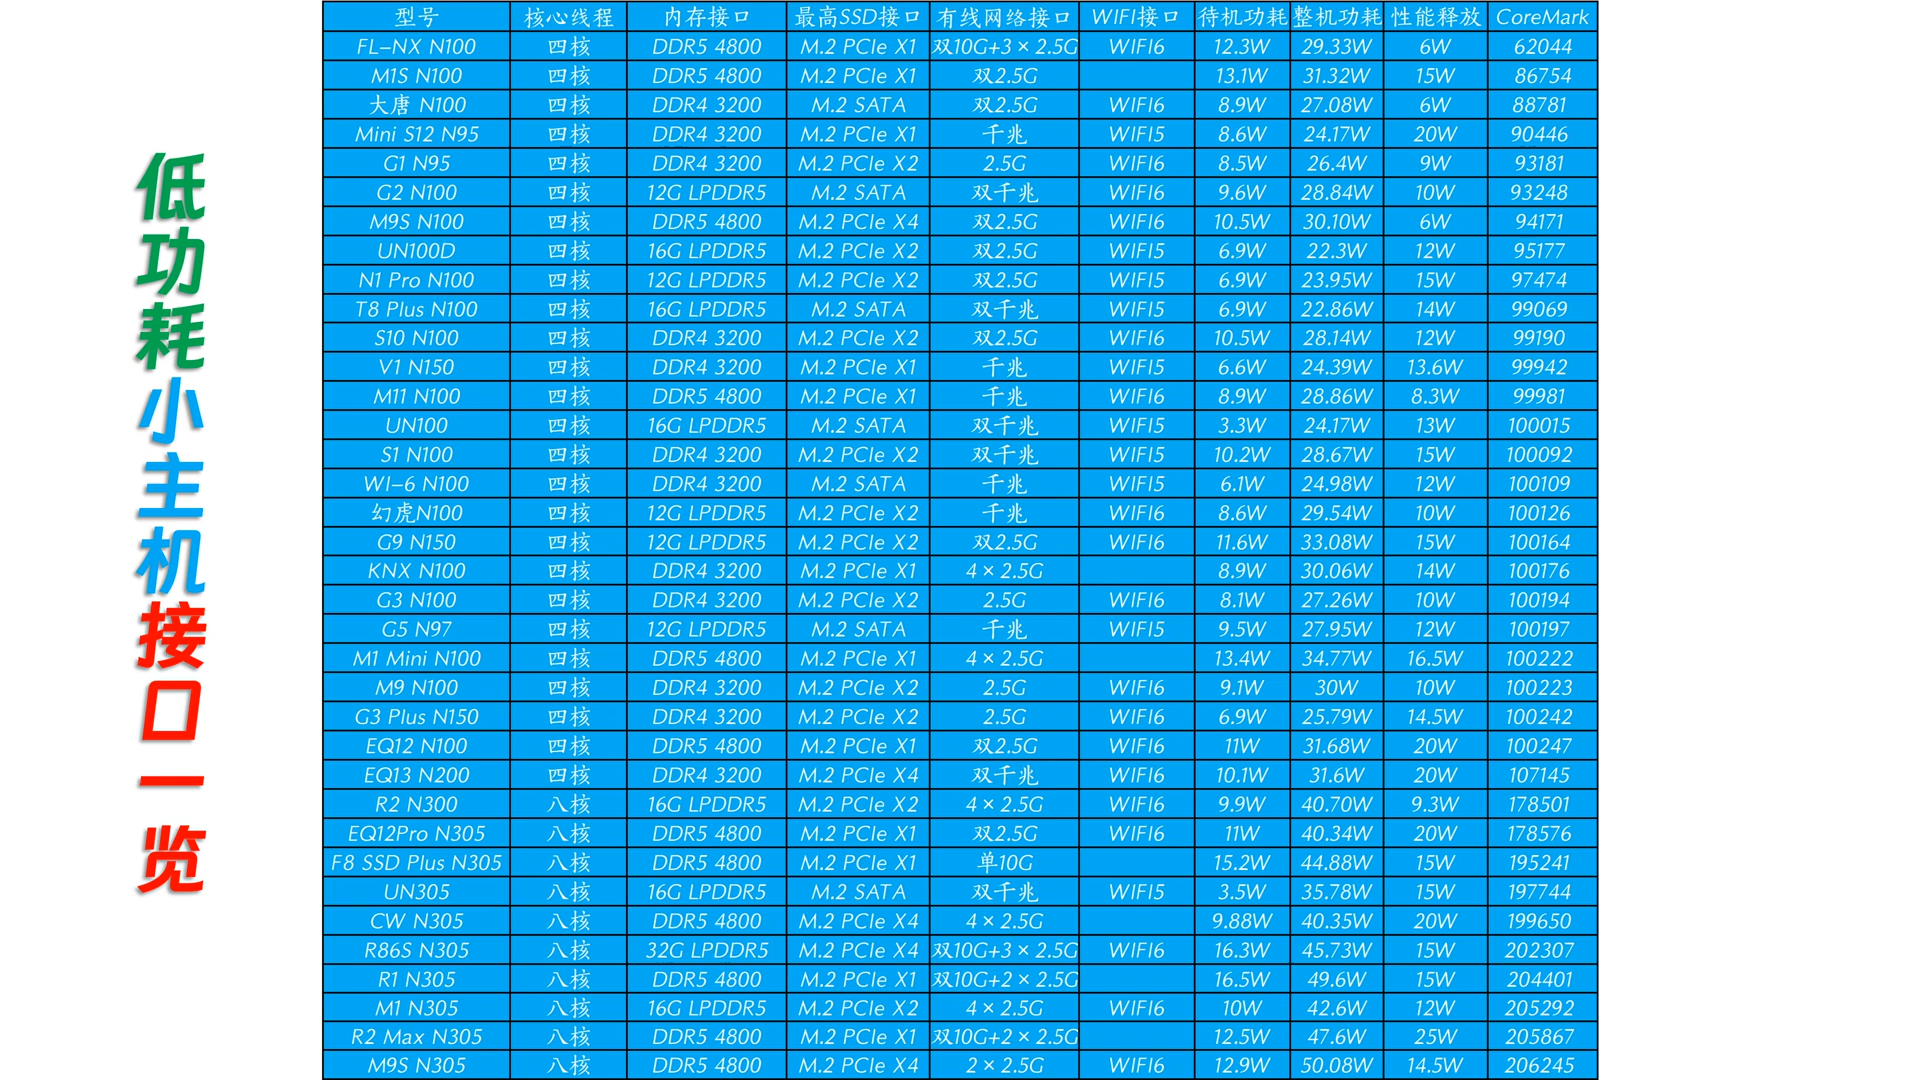 低功耗小主机接口一览
型号 核心线程 内存接口 最高SSD接口 有线网络接口 WIFI接口 待机功耗 整机功耗 性能释放 CoreMark
FL-NX N100 四核 DDR5 4800 M.2 PCIe X1 双10G+3×2.5G WIFI6 12.3W 29.33W 6W 62044
M1S N100 四核 DDR5 4800 M.2 PCIe X1 双2.5G 13.1W 31.32W 15W 86754
大唐 N100 四核 DDR4 3200 M.2 SATA 双2.5G WIFI6 8.9W 27.08W 6W 88781
Mini S12 N95 四核 DDR4 3200 M.2 PCIe X1 千兆 WIFI5 8.6W 24.17W 20W 90446
G1 N95 四核 DDR4 3200 M.2 PCIe X2 2.5G WIFI6 8.5W 26.4W 9W 93181
G2 N100 四核 12G LPDDR5 M.2 SATA 双千兆 WIFI6 9.6W 28.84W 10W 93248
M9S N100 四核 DDR5 4800 M.2 PCIe X4 双2.5G WIFI6 10.5W 30.10W 6W 94171
UN100D 四核 16G LPDDR5 M.2 PCIe X2 双2.5G WIFI5 6.9W 22.3W 12W 95177
N1 Pro N100 四核 12G LPDDR5 M.2 PCIe X2 双2.5G WIFI5 6.9W 23.95W 15W 97474
T8 Plus N100 四核 16G LPDDR5 M.2 SATA 双千兆 WIFI5 6.9W 22.86W 14W 99069
S10 N100 四核 DDR4 3200 M.2 PCIe X2 双2.5G WIFI6 10.5W 28.14W 12W 99190
V1 N150 四核 DDR4 3200 M.2 PCIe X1 千兆 WIFI5 6.6W 24.39W 13.6W 99942
M11 N100 四核 DDR5 4800 M.2 PCIe X1 千兆 WIFI5 8.9W 28.86W 8.3W 99981
UN100 四核 16G LPDDR5 M.2 SATA 双千兆 WIFI5 3.3W 24.17W 13W 100015
S1 N100 四核 DDR4 3200 M.2 PCIe X2 双千兆 WIFI5 10.2W 28.67W 15W 100092
WI-6 N100 四核 DDR4 3200 M.2 SATA 千兆 WIFI5 6.1W 24.98W 12W 100109
幻虎N100 四核 12G LPDDR5 M.2 PCIe X2 千兆 WIFI6 8.6W 29.54W 10W 100126
G9 N150 四核 12G LPDDR5 M.2 PCIe X2 双2.5G WIFI6 11.6W 33.08W 15W 100164
KNX N100 四核 DDR4 3200 M.2 PCIe X1 4×2.5G 8.9W 30.06W 14W 100176
G3 N100 四核 DDR4 3200 M.2 PCIe X2 2.5G WIFI6 8.1W 27.26W 10W 100194
G5 N97 四核 12G LPDDR5 M.2 SATA 千兆 WIFI5 9.5W 27.95W 12W 100197
M1 Mini N100 四核 DDR5 4800 M.2 PCIe X1 4×2.5G 13.4W 34.77W 16.5W 100222
M9 N100 四核 DDR4 3200 M.2 PCIe X2 2.5G WIFI6 9.1W 30W 10W 100223
G3 Plus N150 四核 DDR4 3200 M.2 PCIe X2 2.5G WIFI6 6.9W 25.79W 14.5W 100242
EQ12 N100 四核 DDR5 4800 M.2 PCIe X1 双2.5G WIFI6 11W 31.68W 20W 100247
EQ13 N200 四核 DDR4 3200 M.2 PCIe X4 双千兆 WIFI6 10.1W 31.6W 20W 107145
R2 N300 八核 16G LPDDR5 M.2 PCIe X2 4×2.5G WIFI6 9.9W 40.70W 9.3W 178501
EQ12Pro N305 八核 DDR5 4800 M.2 PCIe X1 双2.5G WIFI6 11W 40.34W 20W 178576
F8 SSD Plus N305 八核 DDR5 4800 M.2 PCIe X1 单10G 15.2W 44.88W 15W 195241
UN305 八核 16G LPDDR5 M.2 SATA 双千兆 WIFI5 3.5W 35.78W 15W 197744
CW N305 八核 DDR5 4800 M.2 PCIe X4 4×2.5G 9.88W 40.35W 20W 199650
R86S N305 八核 32G LPDDR5 M.2 PCIe X4 双10G+3×2.5G WIFI6 16.3W 45.73W 15W 202307
R1 N305 八核 DDR5 4800 M.2 PCIe X1 双10G+2×2.5G 16.5W 49.6W 15W 204401
M1 N305 八核 16G LPDDR5 M.2 PCIe X2 4×2.5G WIFI6 10W 42.6W 12W 205292
R2 Max N305 八核 DDR5 4800 M.2 PCIe X1 双10G+2×2.5G 12.5W 47.6W 25W 205867
M9S N305 八核 DDR5 4800 M.2 PCIe X4 2×2.5G WIFI6 12.9W 50.08W 14.5W 206245